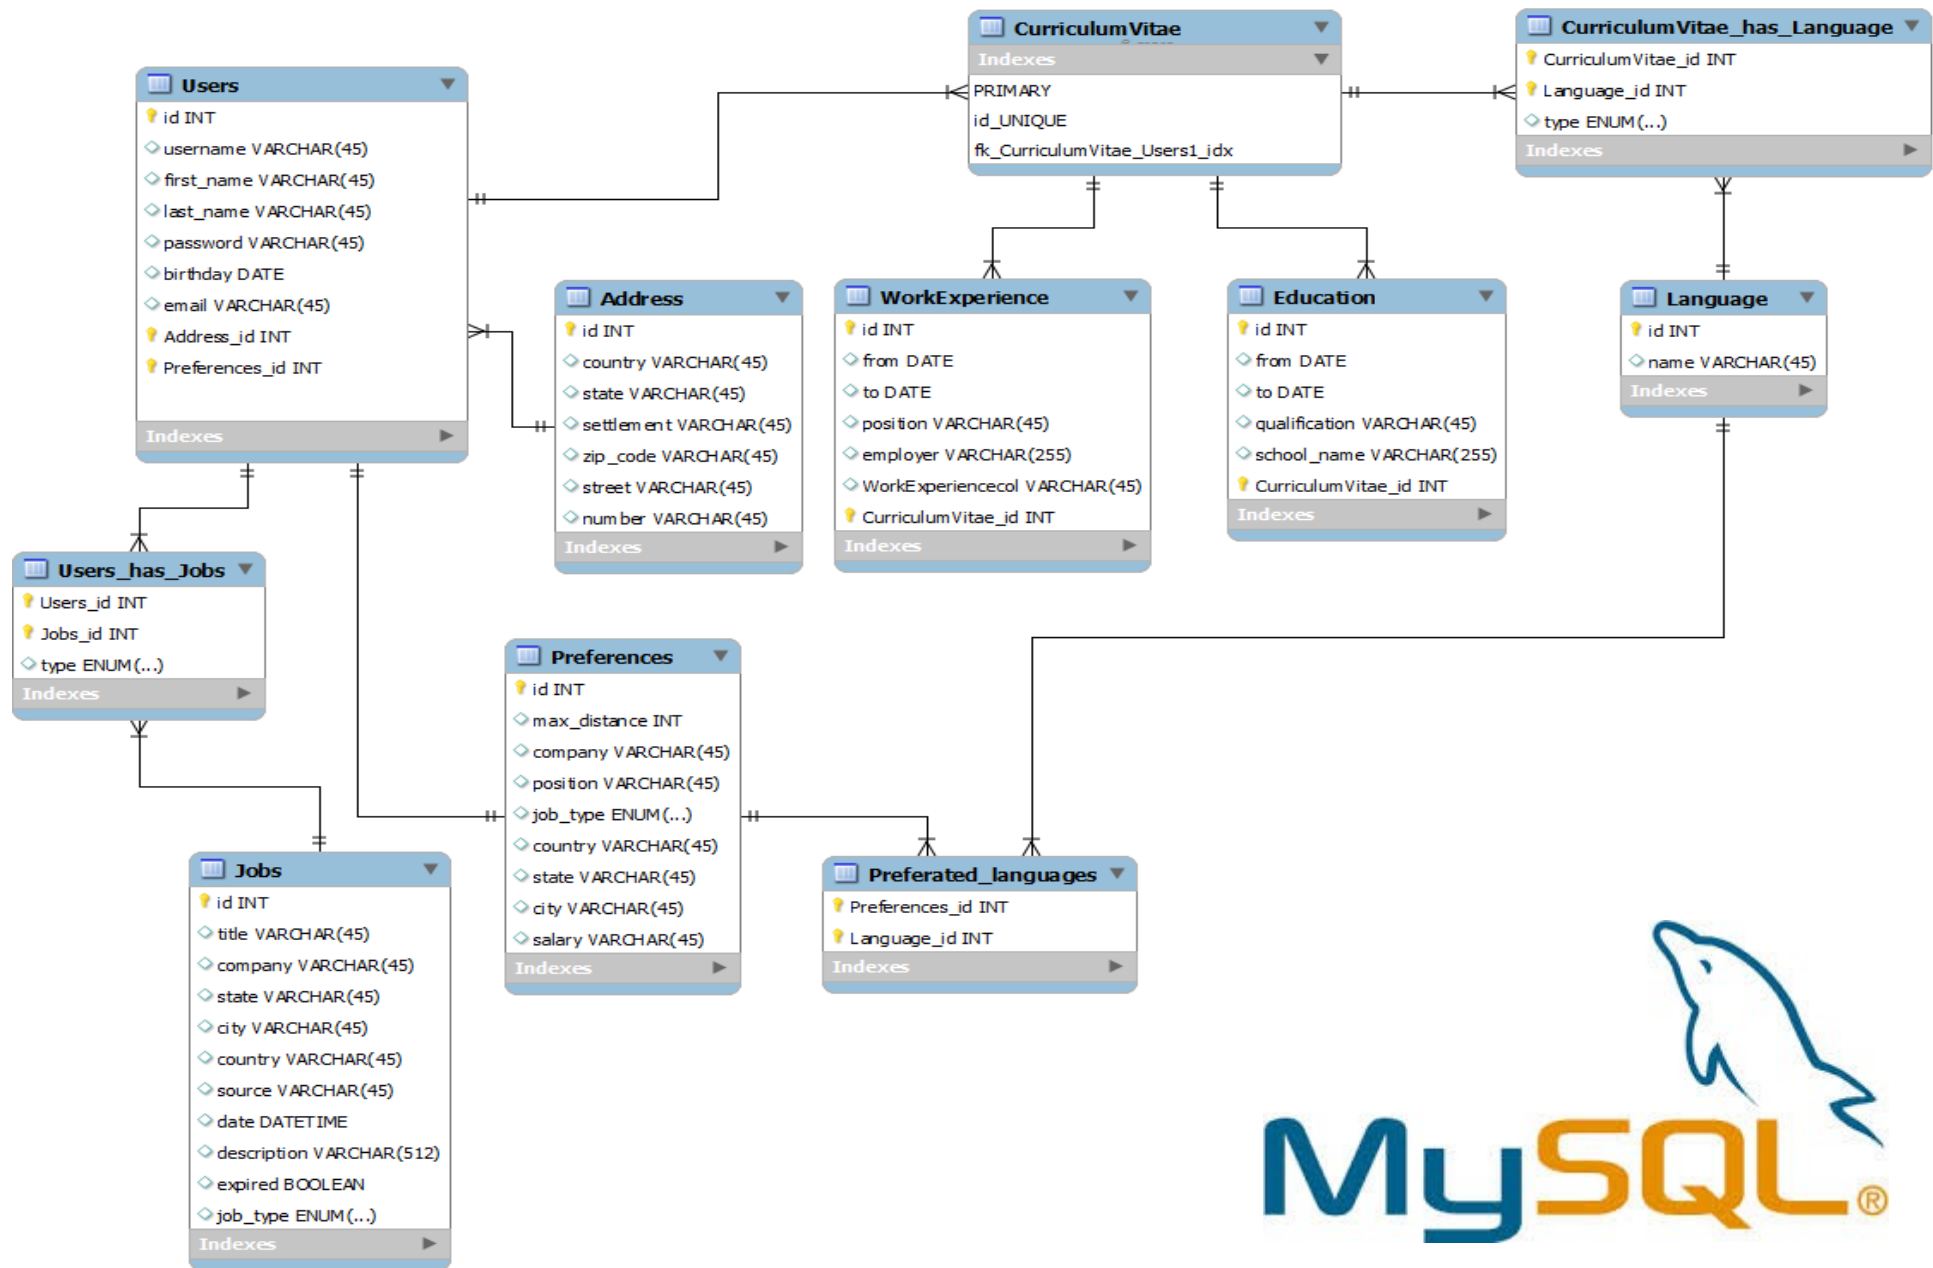 Users
id INT
username VARCHAR(45)
first_name VARCHAR(45)
last_name VARCHAR(45)
password VARCHAR(45)
birthday DATE
email VARCHAR(45)
Address_id INT
Preferences_id INT
Indexes
CurriculumVitae
Indexes
PRIMARY
id_UNIQUE
fk_CurriculumVitae_Users1_idx
CurriculumVitae_has_Language
CurriculumVitae_id INT
Language_id INT
type ENUM(...)
Indexes
Address
id INT
country VARCHAR(45)
state VARCHAR(45)
settlement VARCHAR(45)
zip_code VARCHAR(45)
street VARCHAR(45)
number VARCHAR(45)
Indexes
WorkExperience
id INT
from DATE
to DATE
position VARCHAR(45)
employer VARCHAR(255)
WorkExperiencecol VARCHAR(45)
CurriculumVitae_id INT
Indexes
Education
id INT
from DATE
to DATE
qualification VARCHAR(45)
school_name VARCHAR(255)
CurriculumVitae_id INT
Indexes
Language
id INT
name VARCHAR(45)
Indexes
Users_has_Jobs
Users_id INT
Jobs_id INT
type ENUM(...)
Indexes
Preferences
id INT
max_distance INT
company VARCHAR(45)
position VARCHAR(45)
job_type ENUM(...)
country VARCHAR(45)
state VARCHAR(45)
city VARCHAR(45)
salary VARCHAR(45)
Indexes
Preferated_languages
Preferences_id INT
Language_id INT
Indexes
Jobs
id INT
title VARCHAR(45)
company VARCHAR(45)
state VARCHAR(45)
city VARCHAR(45)
country VARCHAR(45)
source VARCHAR(45)
date DATETIME
description VARCHAR(512)
expired BOOLEAN
job_type ENUM(...)
Indexes
MySQL®